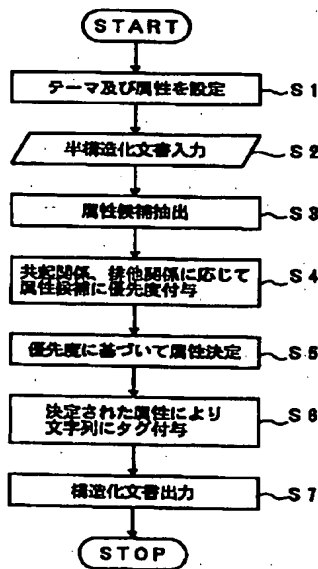 START
テーマ及び属性を設定 S1
半構造化文書入力 S2
属性候補抽出 S3
共起関係、排他関係に応じて
属性候補に優先度付与 S4
優先度に基づいて属性決定 S5
決定された属性により
文字列にタグ付与 S6
構造化文書出力 S7
STOP